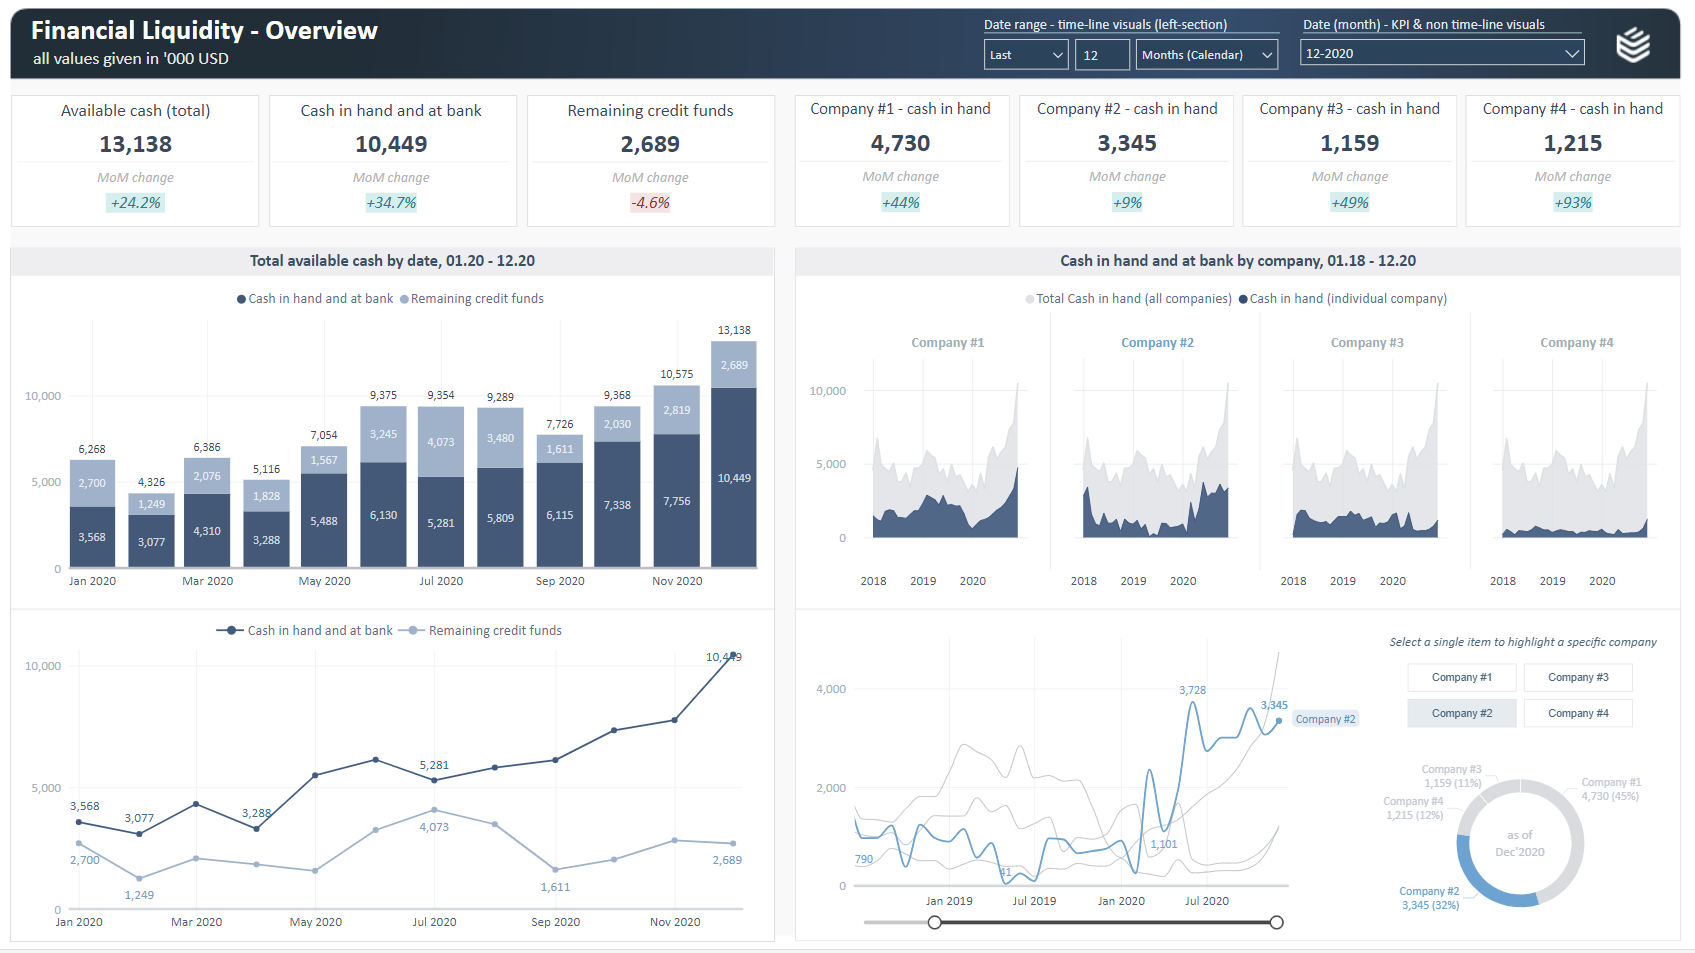 Financial Liquidity - Overview
all values given in '000 USD
Date range - time-line visuals (left-section)
Last
12
Months (Calendar)
Date (month) - KPI & non time-line visuals
12-2020
Available cash (total)
13,138
MoM change
+24.2%
Cash in hand and at bank
10,449
MoM change
+34.7%
Remaining credit funds
2,689
MoM change
-4.6%
Company #1 - cash in hand
4,730
MoM change
+44%
Company #2 - cash in hand
3,345
MoM change
+9%
Company #3 - cash in hand
1,159
MoM change
+49%
Company #4 - cash in hand
1,215
MoM change
+93%
Total available cash by date, 01.20 - 12.20
Cash in hand and at bank Remaining credit funds
10,000
5,000
0
6,268
2,700
3,568
4,326
1,249
3,077
6,386
2,076
4,310
5,116
1,828
3,288
7,054
1,567
5,488
9,375
3,245
6,130
9,354
4,073
5,281
9,289
3,480
5,809
7,726
1,611
6,115
9,368
2,030
7,338
10,575
2,819
7,756
13,138
2,689
10,449
Jan 2020 Mar 2020 May 2020 Jul 2020 Sep 2020 Nov 2020
Cash in hand and at bank Remaining credit funds
10,000
5,000
0
3,568
3,077
3,288
5,281
10,449
2,700
1,249
4,073
1,611
2,689
Jan 2020 Mar 2020 May 2020 Jul 2020 Sep 2020 Nov 2020
Cash in hand and at bank by company, 01.18 - 12.20
Total Cash in hand (all companies) Cash in hand (individual company)
Company #1 Company #2 Company #3 Company #4
10,000
5,000
0
2018 2019 2020 2018 2019 2020 2018 2019 2020 2018 2019 2020
4,000
2,000
0
790
41
1,101
3,728
3,345
Company #2
Jan 2019 Jul 2019 Jan 2020 Jul 2020
Select a single item to highlight a specific company
Company #1 Company #3
Company #2 Company #4
Company #3
1,159 (11%)
Company #1
4,730 (45%)
Company #4
1,215 (12%)
as of
Dec'2020
Company #2
3,345 (32%)